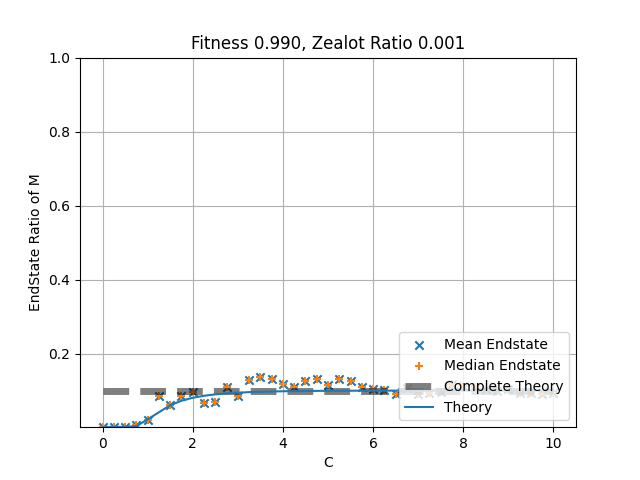 Fitness 0.990, Zealot Ratio 0.001
1.0
0.8
0.6
0.4
0.2
EndState Ratio of M
Mean Endstate
Median Endstate
Complete Theory
Theory
0 2 4 6 8 10
C